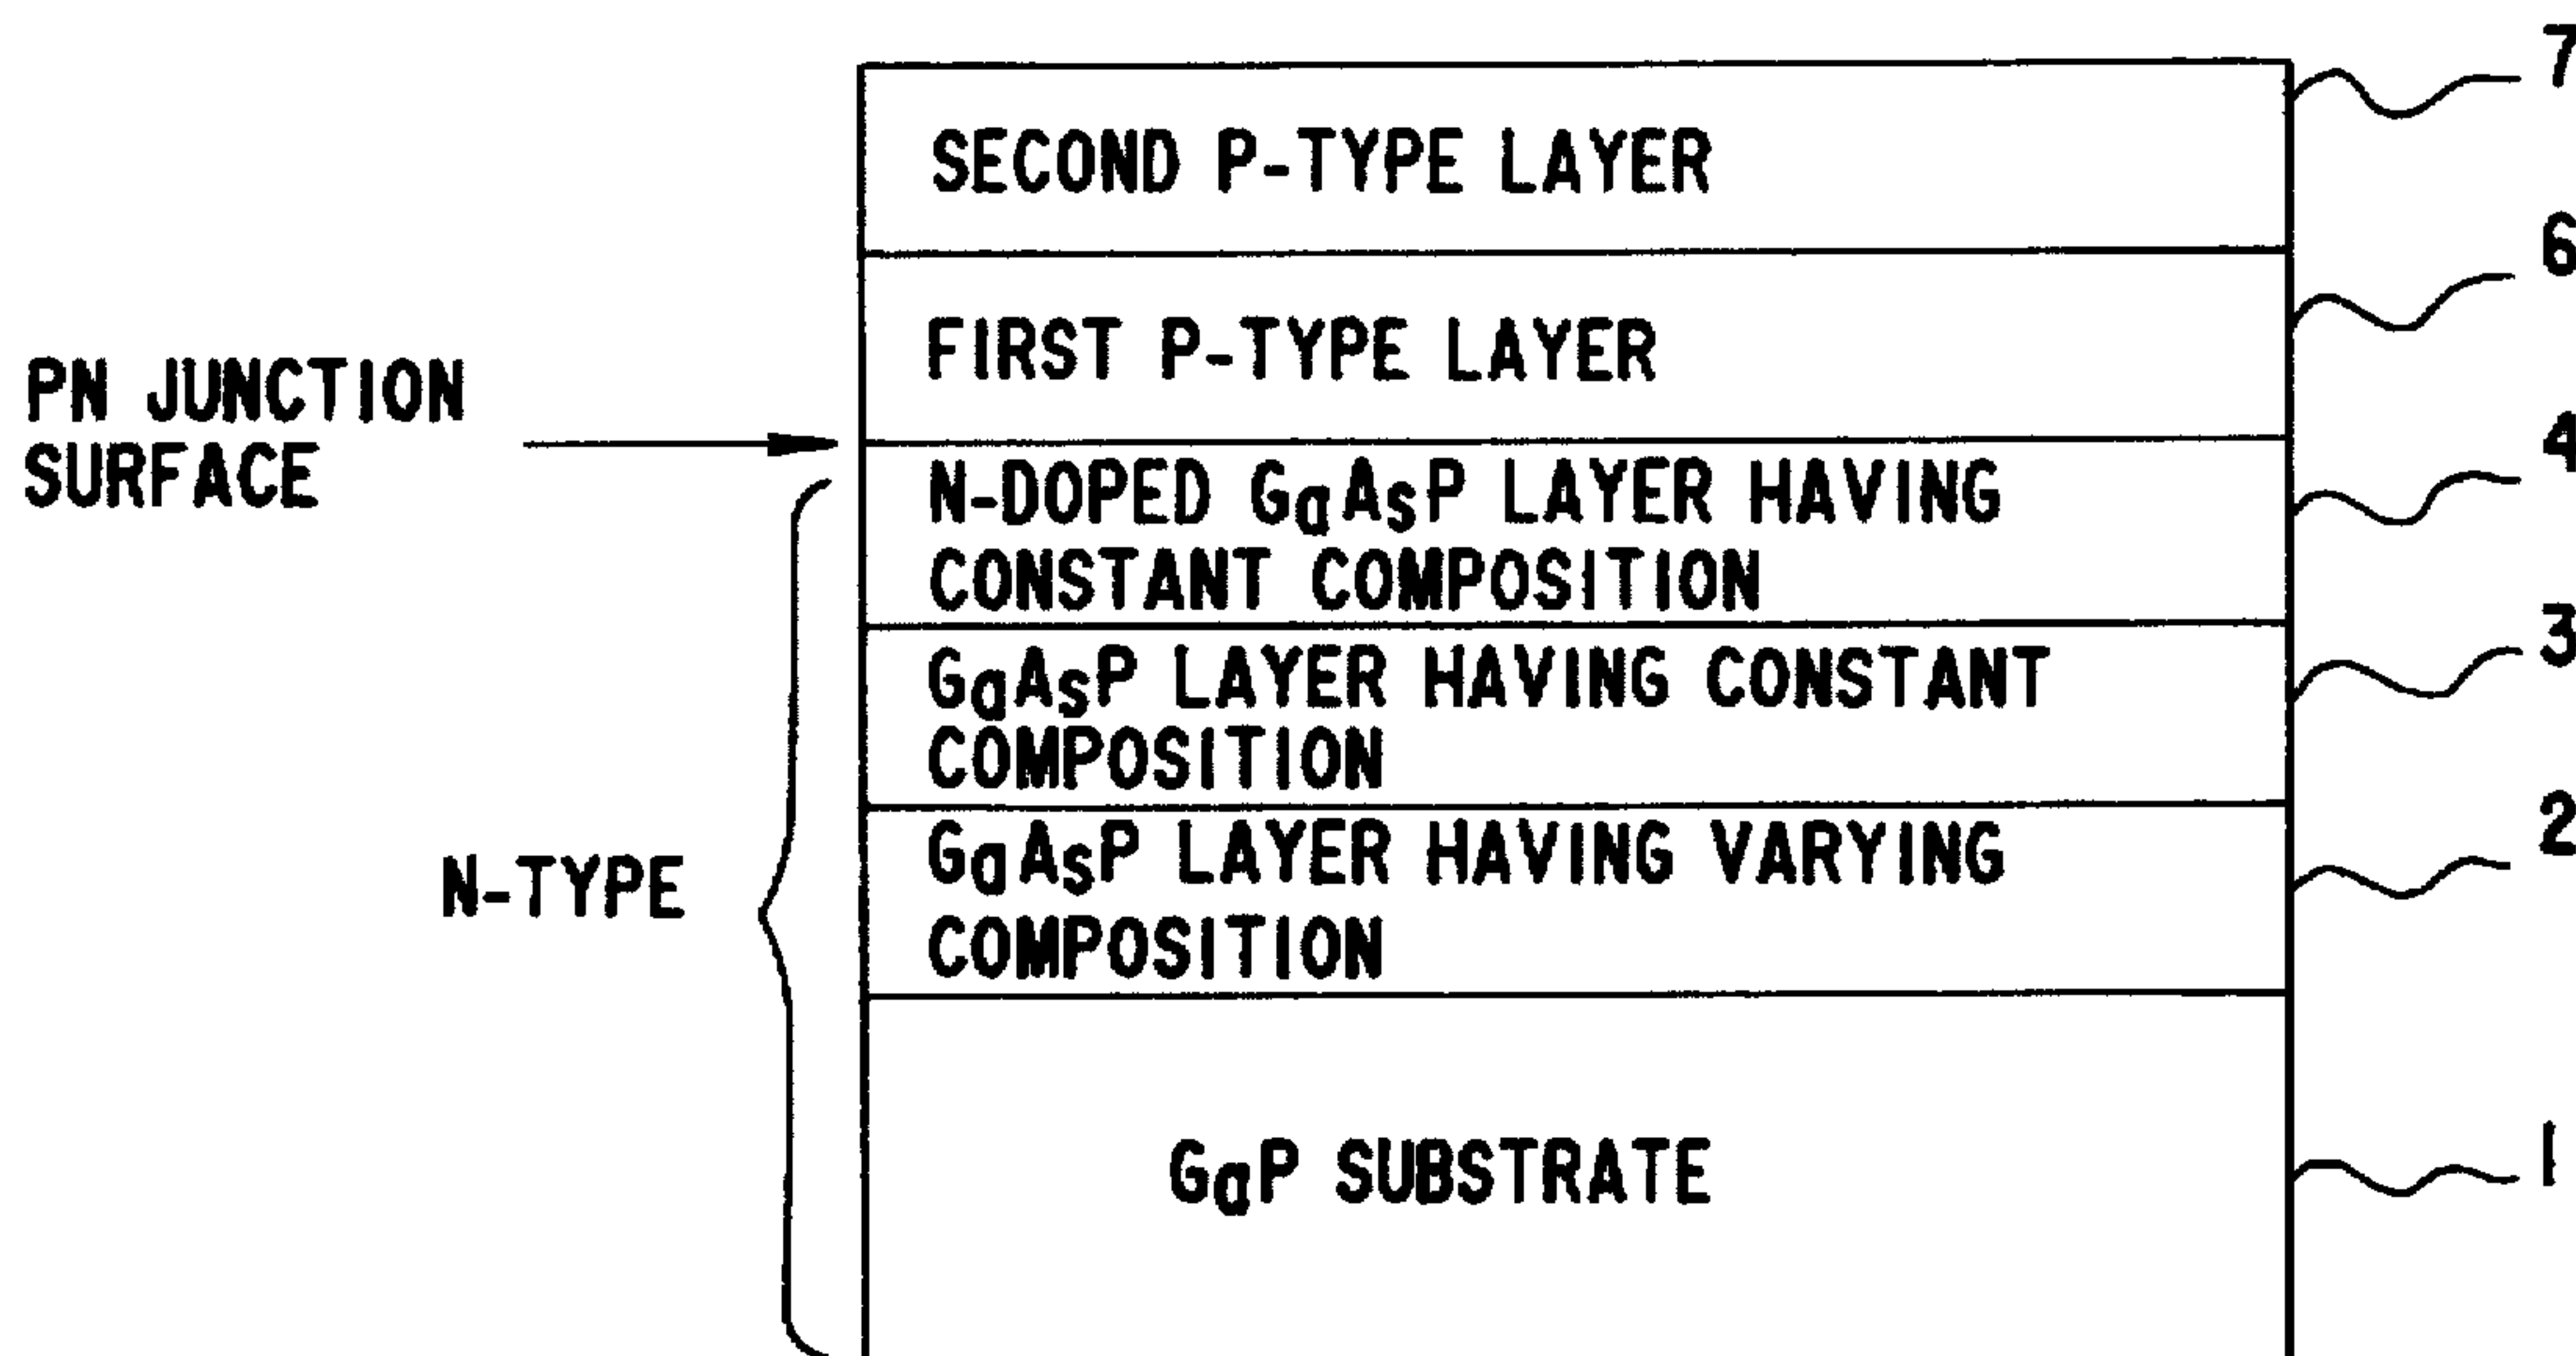 7
SECOND P-TYPE LAYER
6
FIRST P-TYPE LAYER
PN JUNCTION
SURFACE
4
N-DOPED GaAsP LAYER HAVING
CONSTANT COMPOSITION
3
GaAsP LAYER HAVING CONSTANT
COMPOSITION
2
GaAsP LAYER HAVING VARYING
COMPOSITION
N-TYPE
1
GaP SUBSTRATE